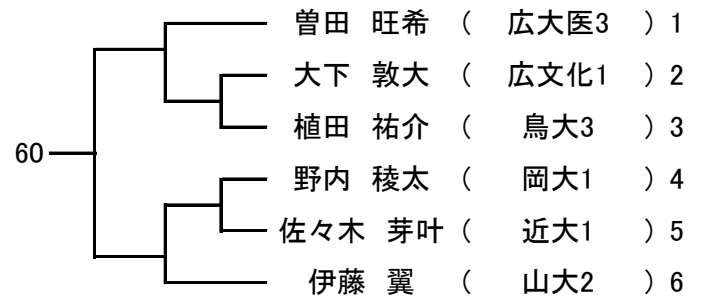 曽田 旺希 ( 広大医3 ) 1
大下 敦大 ( 広文化1 ) 2
植田 祐介 ( 鳥大3 ) 3
60
野内 稜太 ( 岡大1 ) 4
佐々木 芽叶 ( 近大1 ) 5
伊藤 翼 ( 山大2 ) 6